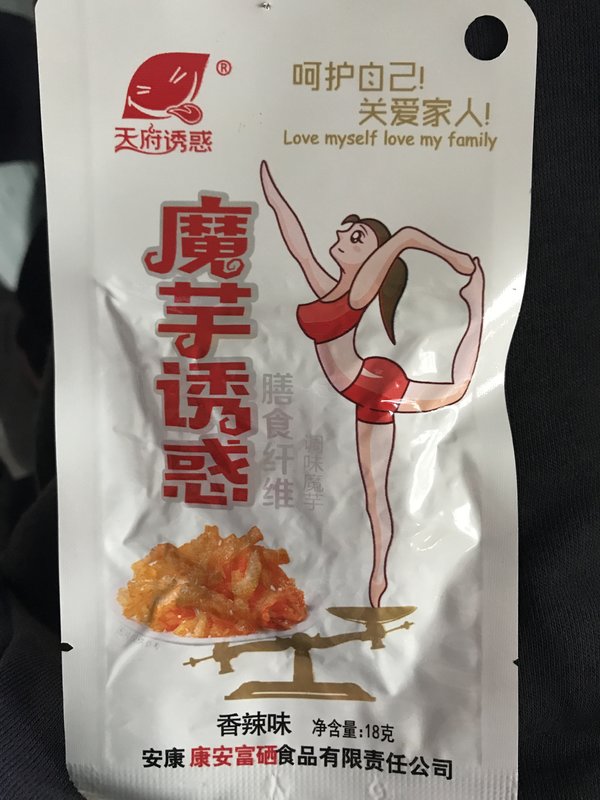 天府诱惑®
呵护自己!
关爱家人!
Love myself love my family
魔芋诱惑
膳食纤维
调味魔芋
香辣味 净含量:18克
安康 康安富硒食品有限责任公司